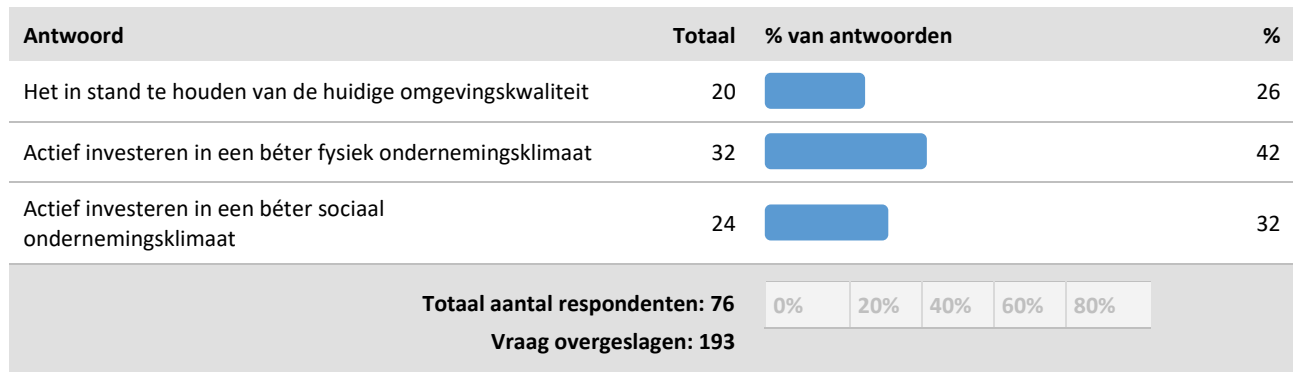 Antwoord Totaal % van antwoorden %
Het in stand te houden van de huidige omgevingskwaliteit 20 26
Actief investeren in een béter fysiek ondernemingsklimaat 32 42
Actief investeren in een béter sociaal
ondernemingsklimaat 24 32
Totaal aantal respondenten: 76 0% 20% 40% 60% 80%
Vraag overgeslagen: 193